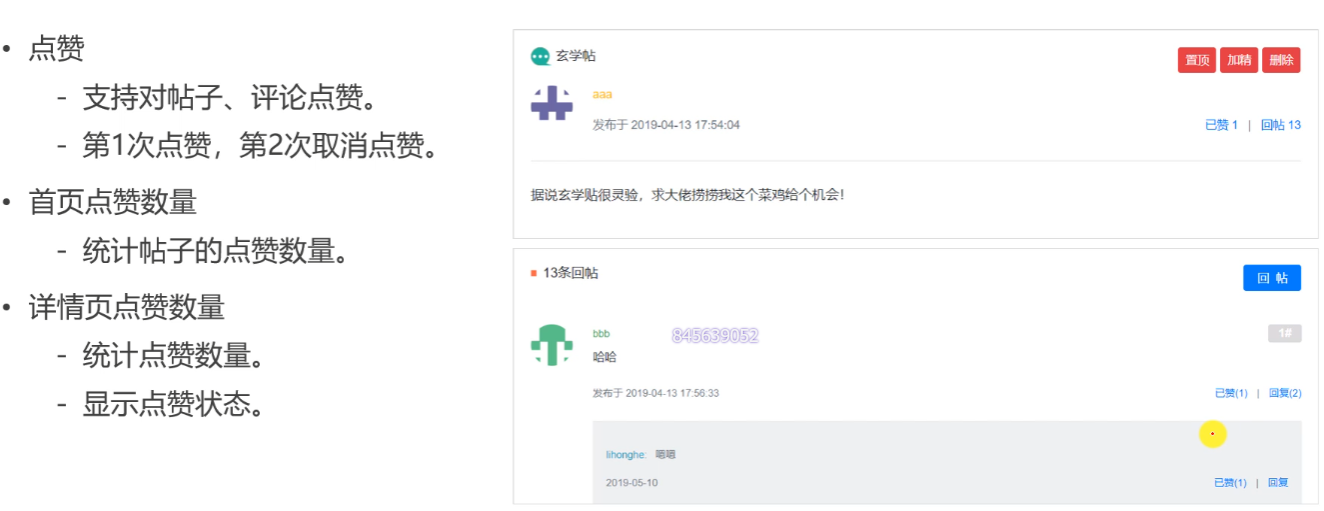 • 点赞
- 支持对帖子、评论点赞。
- 第1次点赞，第2次取消点赞。
• 首页点赞数量
- 统计帖子的点赞数量。
• 详情页点赞数量
- 统计点赞数量。
- 显示点赞状态。
玄学帖
置顶 加精 删除
aaa
发布于 2019-04-13 17:54:04
已赞 1 | 回帖 13
据说玄学贴很灵验，求大佬捞捞我这个菜鸡给个机会！
13条回帖
回 帖
bbb
845639052
1#
哈哈
发布于 2019-04-13 17:56:33
已赞(1) | 回复(2)
lihonghe: 嗯嗯
2019-05-10
已赞(1) | 回复